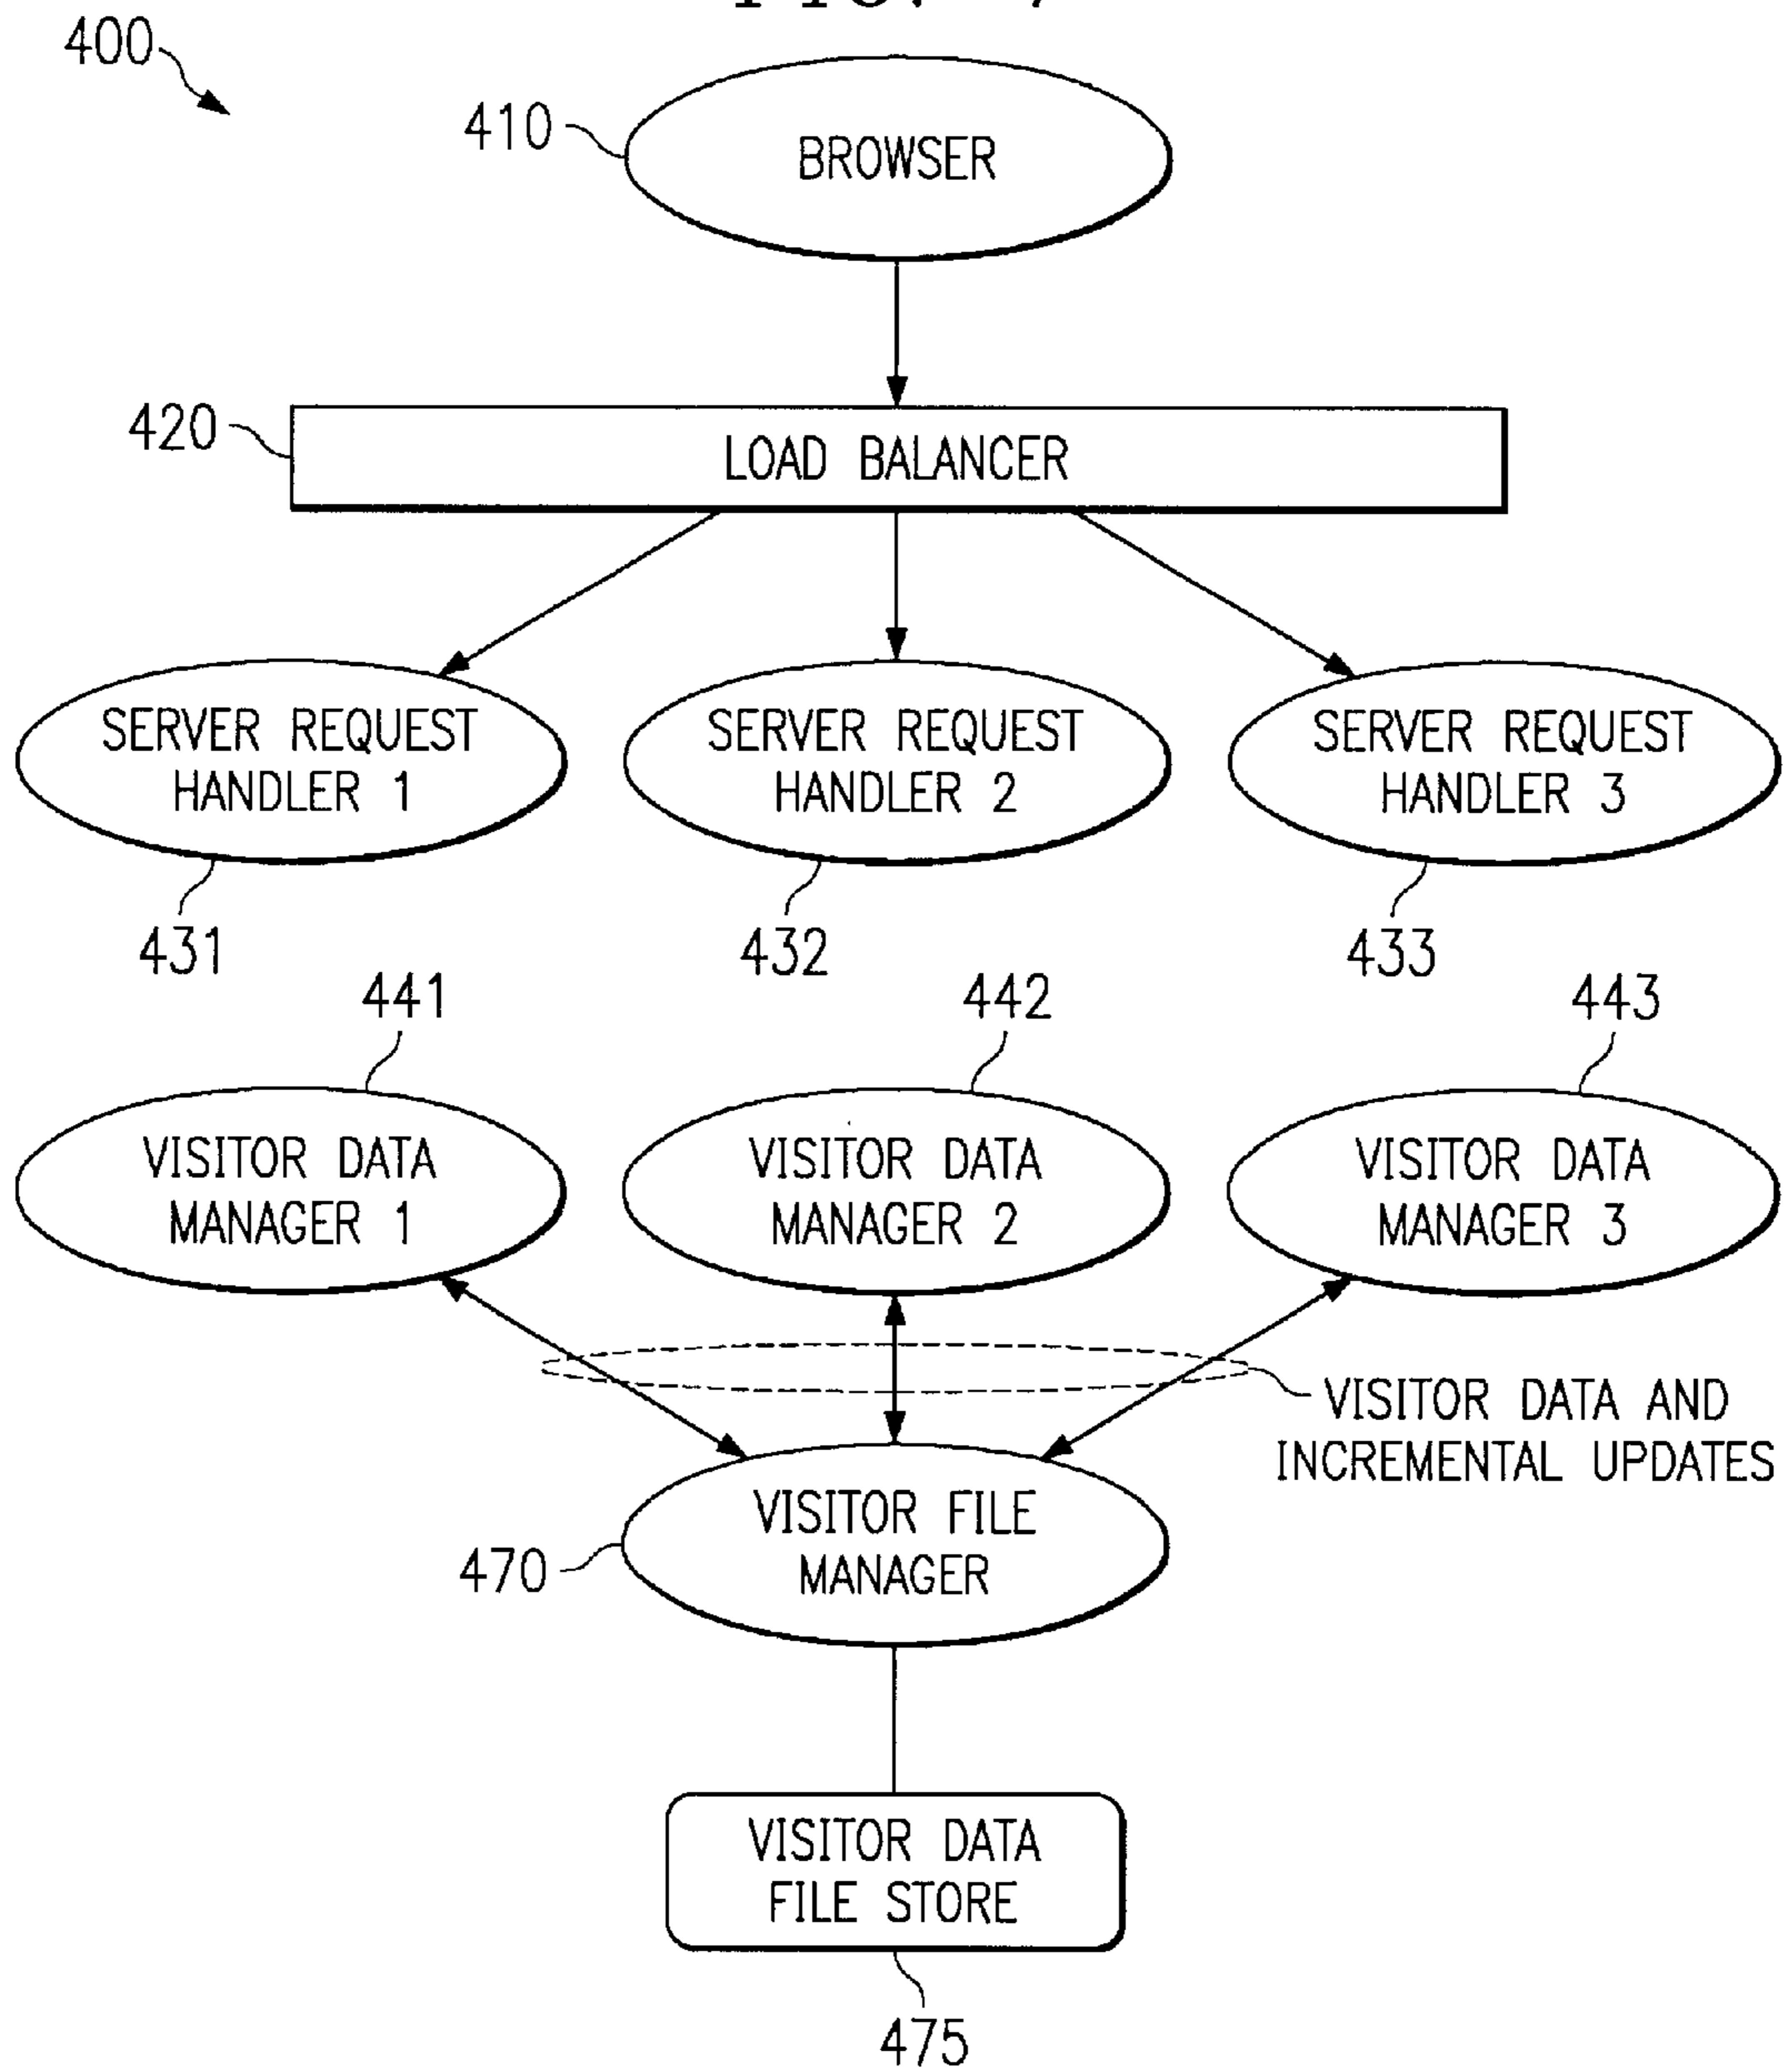 400
410
BROWSER
420
LOAD BALANCER
SERVER REQUEST
HANDLER 1
SERVER REQUEST
HANDLER 2
SERVER REQUEST
HANDLER 3
431
432
433
441
442
443
VISITOR DATA
MANAGER 1
VISITOR DATA
MANAGER 2
VISITOR DATA
MANAGER 3
VISITOR DATA AND
INCREMENTAL UPDATES
VISITOR FILE
MANAGER
470
VISITOR DATA
FILE STORE
475